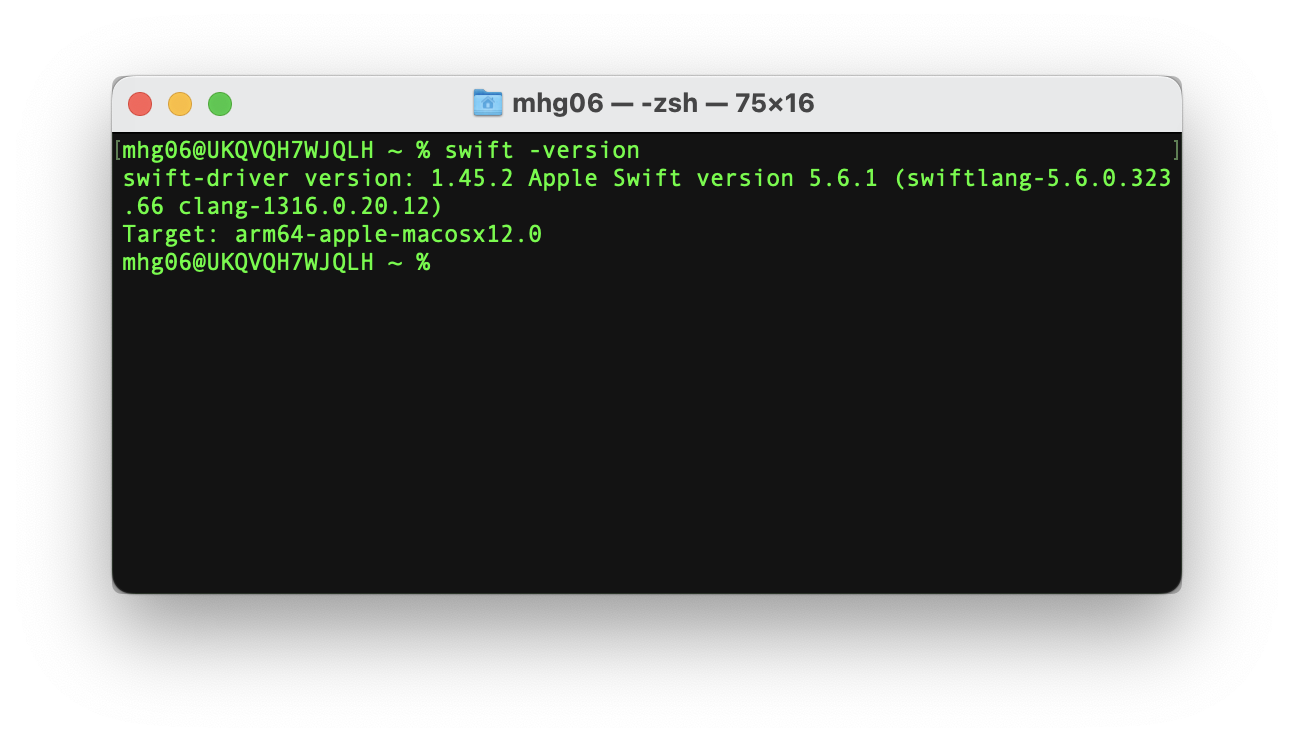 mhg06 — -zsh — 75×16
[mhg06@UKQVQH7WJQLH ~ % swift -version ]
swift-driver version: 1.45.2 Apple Swift version 5.6.1 (swiftlang-5.6.0.323
.66 clang-1316.0.20.12)
Target: arm64-apple-macosx12.0
mhg06@UKQVQH7WJQLH ~ %